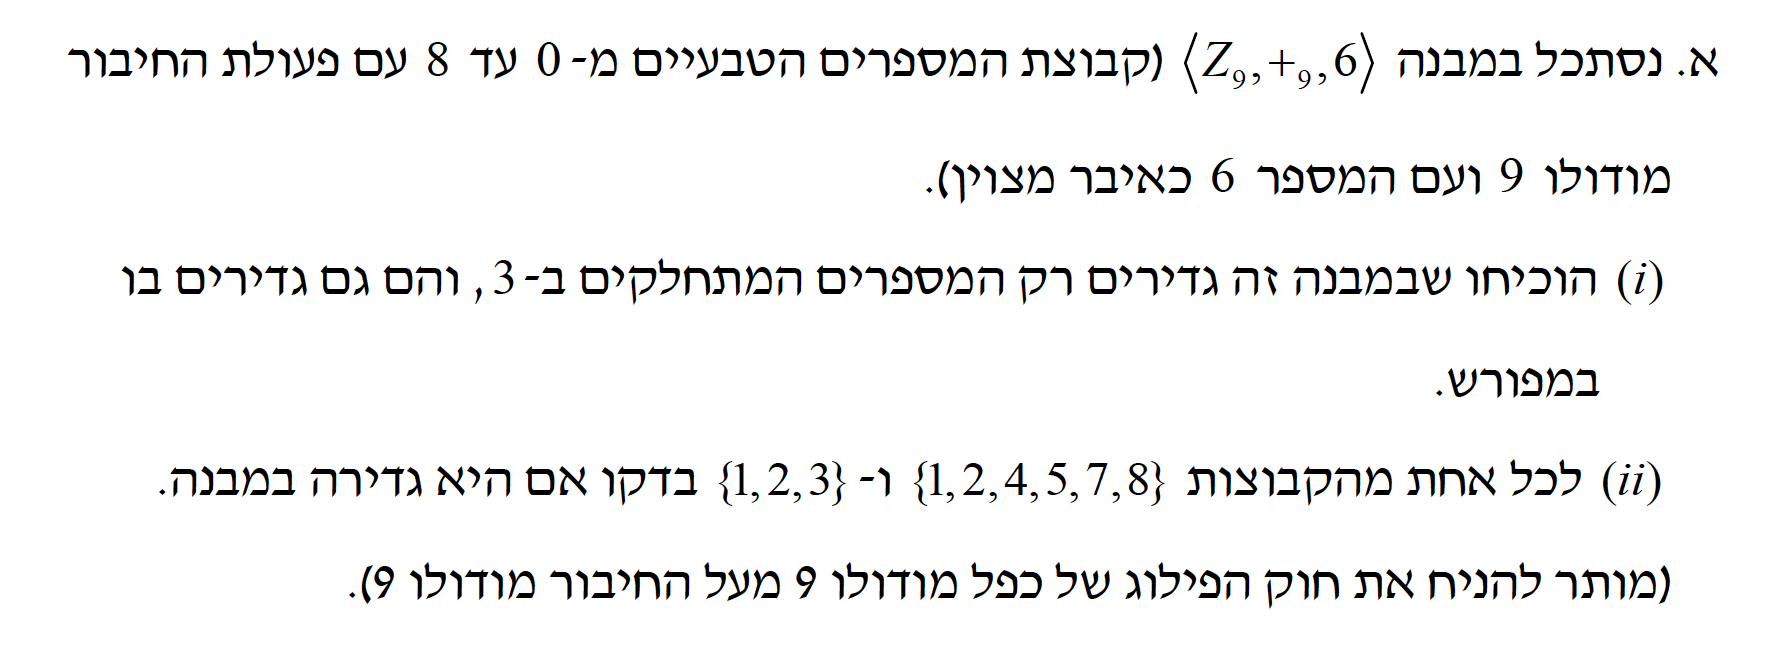 א. נסתכל במבנה ⟨Z₉,+₉,6⟩ (קבוצת המספרים הטבעיים מ- 0 עד 8 עם פעולת החיבור
מודולו 9 ועם המספר 6 כאיבר מצוין).
(i) הוכיחו שבמבנה זה גדירים רק המספרים המתחלקים ב- 3, והם גם גדירים בו
במפורש.
(ii) לכל אחת מהקבוצות {1,2,4,5,7,8} ו- {1,2,3} בדקו אם היא גדירה במבנה.
(מותר להניח את חוק הפילוג של כפל מודולו 9 מעל החיבור מודולו 9).